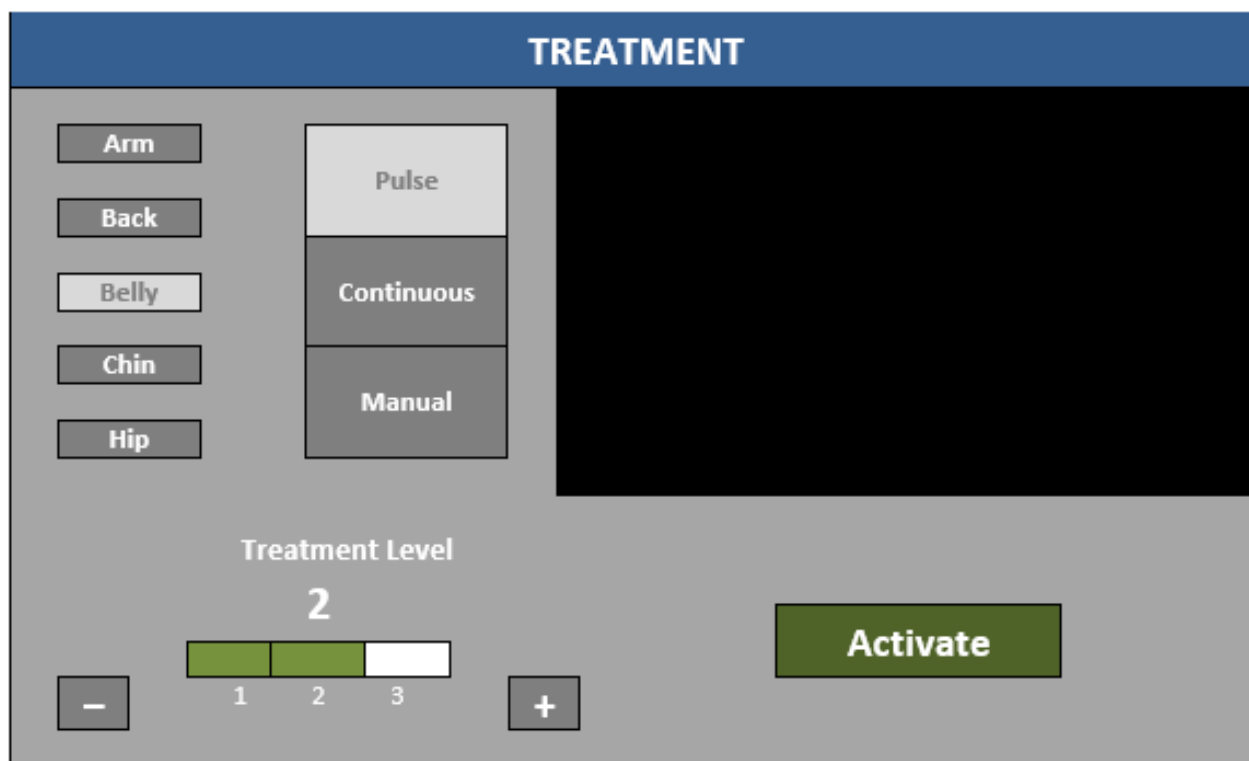 TREATMENT
Arm
Back
Belly
Chin
Hip
Pulse
Continuous
Manual
Treatment Level
2
1 2 3
− +
Activate